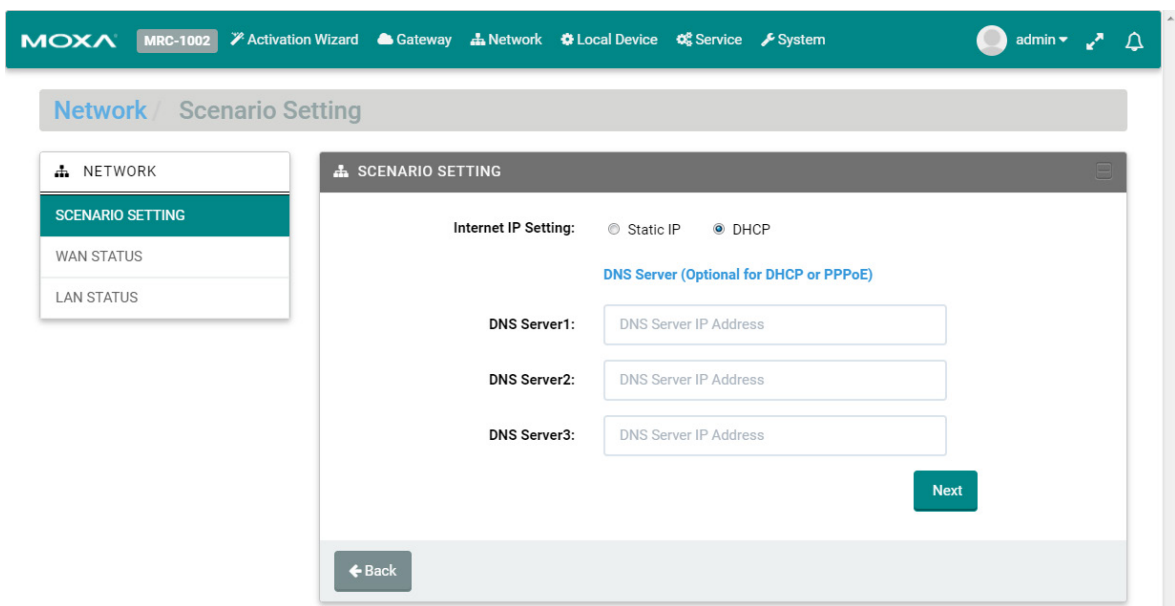 MOXA MRC-1002 Activation Wizard Gateway Network Local Device Service System admin
Network / Scenario Setting
NETWORK
SCENARIO SETTING
WAN STATUS
LAN STATUS
SCENARIO SETTING
Internet IP Setting: Static IP DHCP
DNS Server (Optional for DHCP or PPPoE)
DNS Server1: DNS Server IP Address
DNS Server2: DNS Server IP Address
DNS Server3: DNS Server IP Address
Next
Back